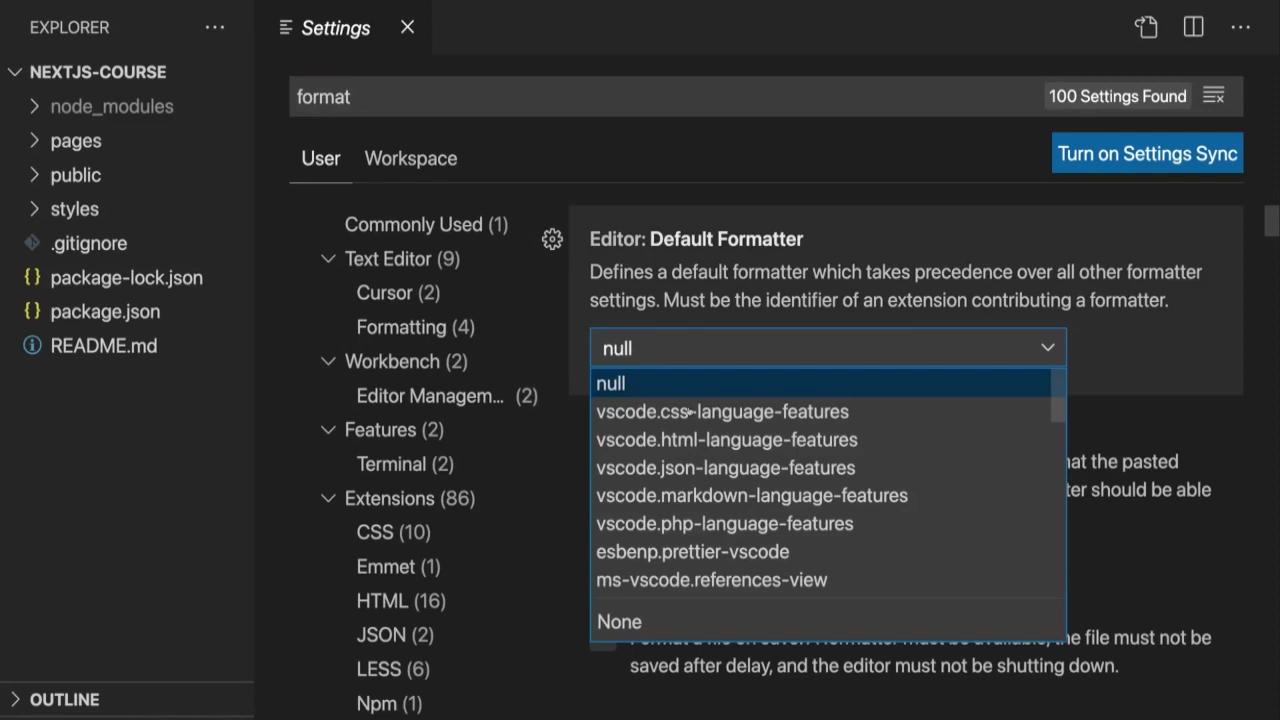 EXPLORER
NEXTJS-COURSE
node_modules
pages
public
styles
.gitignore
{} package-lock.json
{} package.json
README.md
OUTLINE
Settings
format
100 Settings Found
User
Workspace
Turn on Settings Sync
Commonly Used (1)
Text Editor (9)
Cursor (2)
Formatting (4)
Workbench (2)
Editor Managem... (2)
Features (2)
Terminal (2)
Extensions (86)
CSS (10)
Emmet (1)
HTML (16)
JSON (2)
LESS (6)
Npm (1)
Editor: Default Formatter
Defines a default formatter which takes precedence over all other formatter
settings. Must be the identifier of an extension contributing a formatter.
null
null
vscode.css-language-features
vscode.html-language-features
vscode.json-language-features
vscode.markdown-language-features
vscode.php-language-features
esbenp.prettier-vscode
ms-vscode.references-view
None
the pasted
should be able
the file must not be
saved after delay, and the editor must not be shutting down.